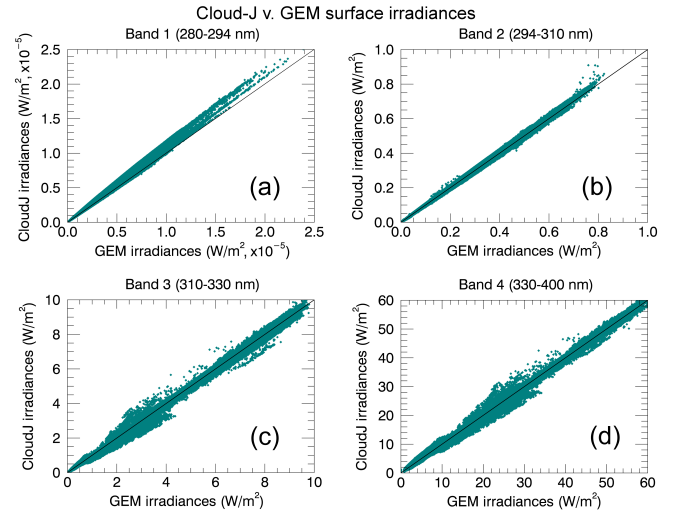 Cloud-J v. GEM surface irradiances
Band 1 (280-294 nm)
CloudJ irradiances (W/m², x10⁻⁵)
2.5
2.0
1.5
1.0
0.5
0.0
(a)
0.0 0.5 1.0 1.5 2.0 2.5
GEM irradiances (W/m², x10⁻⁵)
Band 2 (294-310 nm)
CloudJ irradiances (W/m²)
1.0
0.8
0.6
0.4
0.2
0.0
(b)
0.0 0.2 0.4 0.6 0.8 1.0
GEM irradiances (W/m²)
Band 3 (310-330 nm)
CloudJ irradiances (W/m²)
10
8
6
4
2
0
(c)
0 2 4 6 8 10
GEM irradiances (W/m²)
Band 4 (330-400 nm)
CloudJ irradiances (W/m²)
60
50
40
30
20
10
0
(d)
0 10 20 30 40 50 60
GEM irradiances (W/m²)